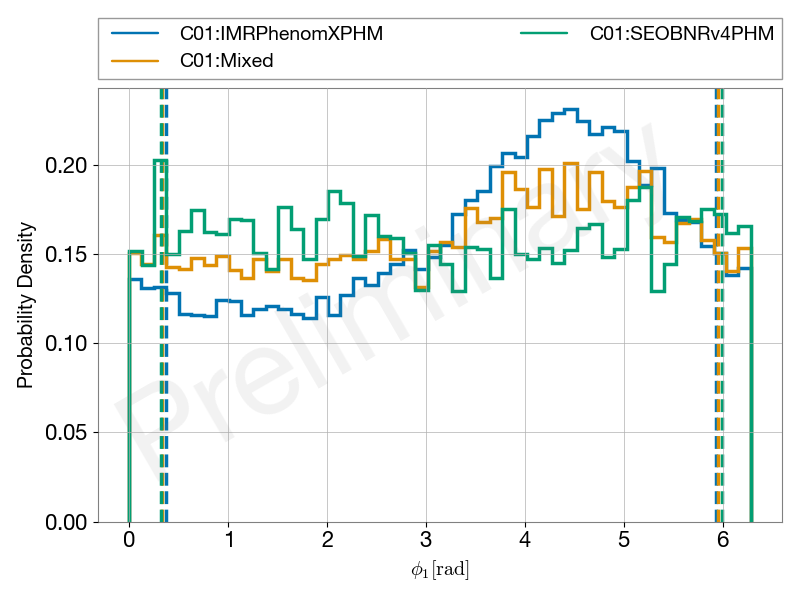 C01:IMRPhenomXPHM
C01:SEOBNRv4PHM
C01:Mixed
Preliminary
Probability Density
0.20
0.15
0.10
0.05
0.00
0 1 2 3 4 5 6
ϕ₁[rad]